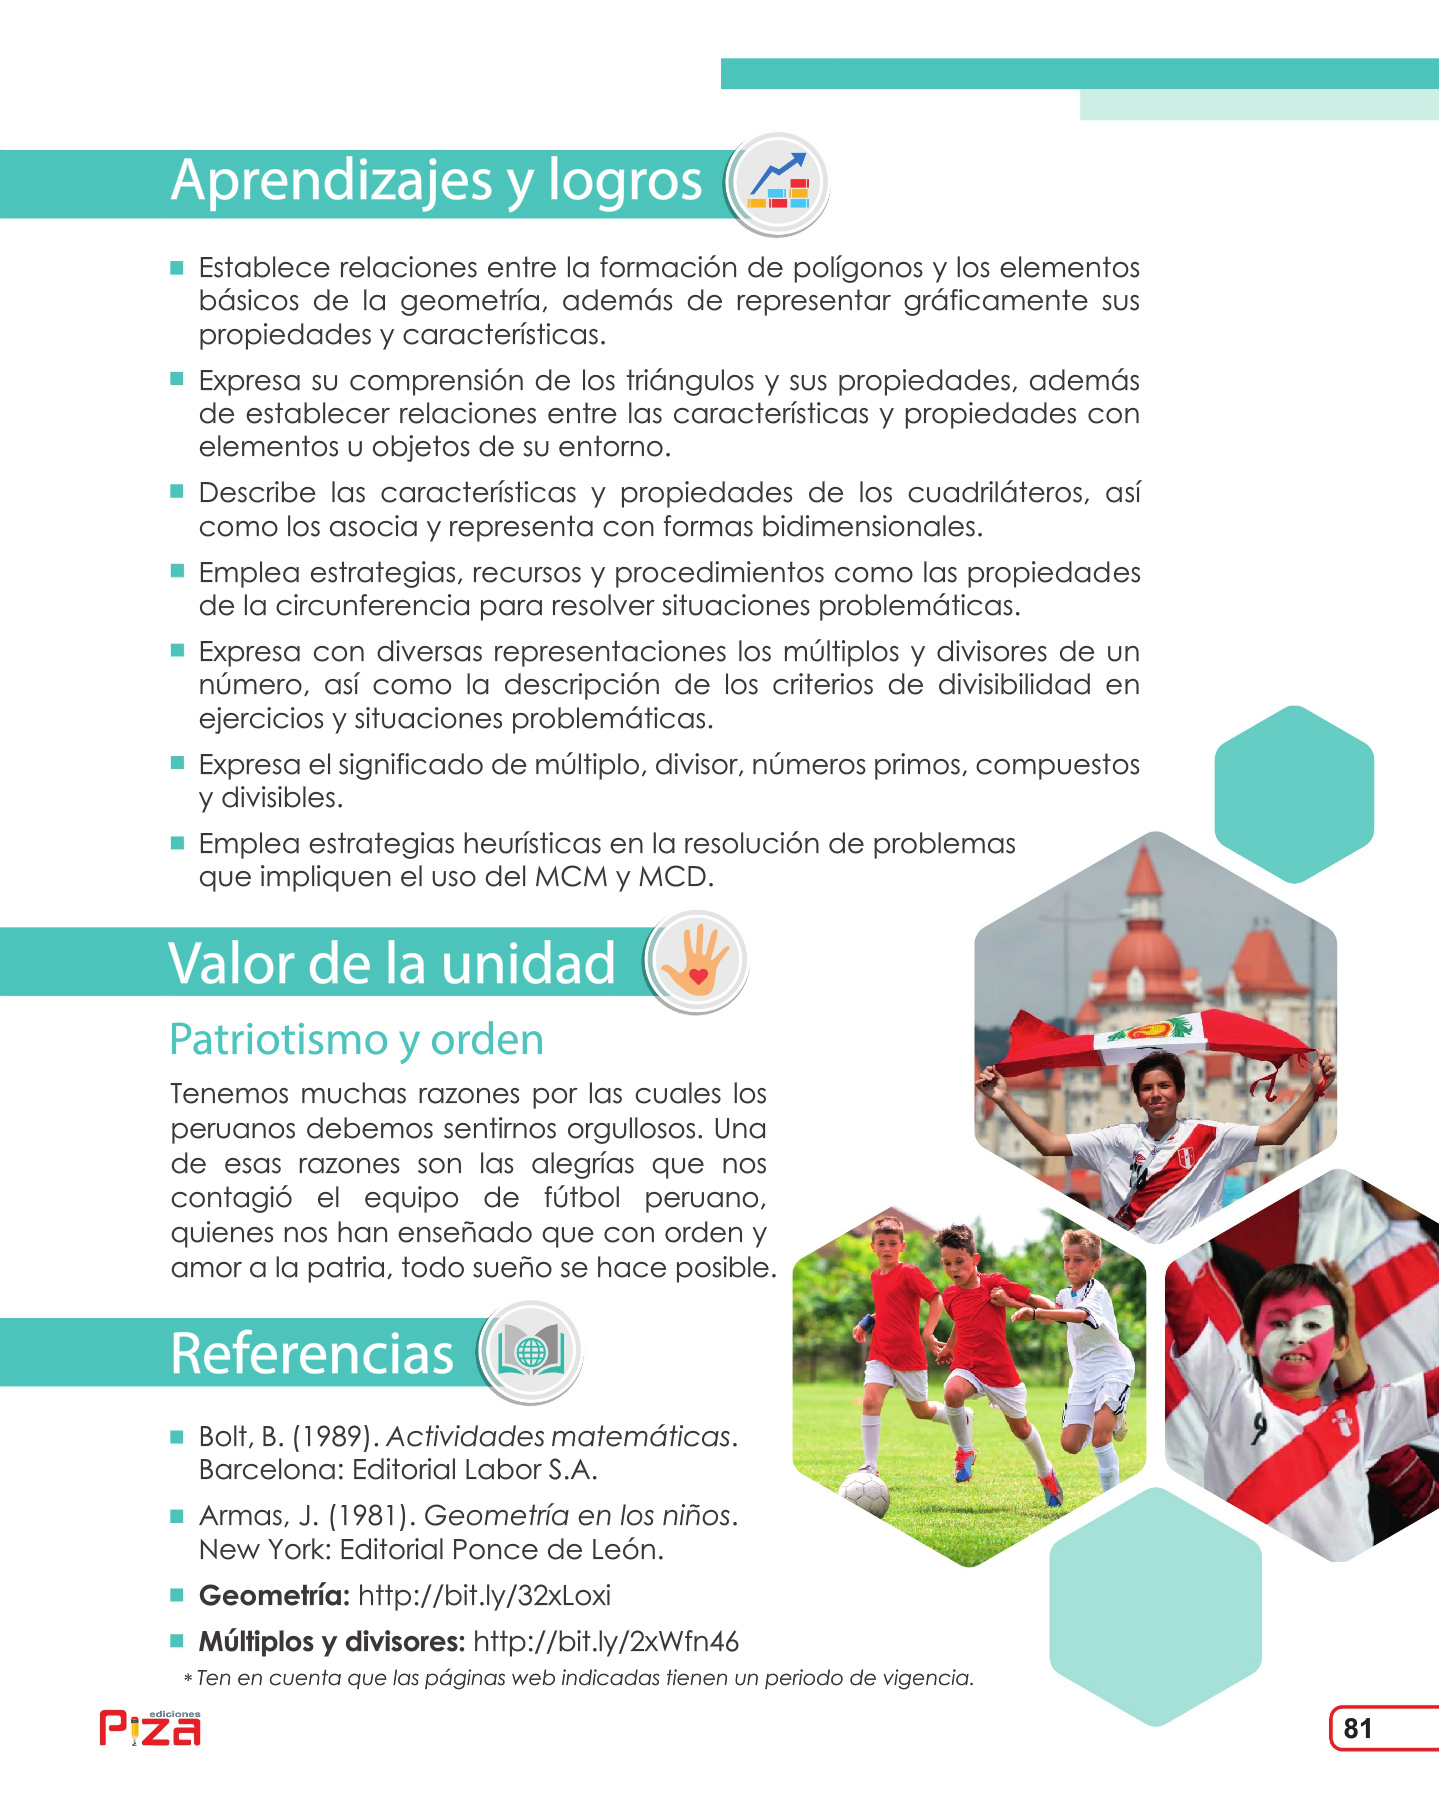 Aprendizajes y logros
Establece relaciones entre la formación de polígonos y los elementos
básicos de la geometría, además de representar gráficamente sus
propiedades y características.
Expresa su comprensión de los triángulos y sus propiedades, además
de establecer relaciones entre las características y propiedades con
elementos u objetos de su entorno.
Describe las características y propiedades de los cuadriláteros, así
como los asocia y representa con formas bidimensionales.
Emplea estrategias, recursos y procedimientos como las propiedades
de la circunferencia para resolver situaciones problemáticas.
Expresa con diversas representaciones los múltiplos y divisores de un
número, así como la descripción de los criterios de divisibilidad en
ejercicios y situaciones problemáticas.
Expresa el significado de múltiplo, divisor, números primos, compuestos
y divisibles.
Emplea estrategias heurísticas en la resolución de problemas
que impliquen el uso del MCM y MCD.
Valor de la unidad
Patriotismo y orden
Tenemos muchas razones por las cuales los
peruanos debemos sentirnos orgullosos. Una
de esas razones son las alegrías que nos
contagió el equipo de fútbol peruano,
quienes nos han enseñado que con orden y
amor a la patria, todo sueño se hace posible.
Referencias
Bolt, B. (1989). Actividades matemáticas.
Barcelona: Editorial Labor S.A.
Armas, J. (1981). Geometría en los niños.
New York: Editorial Ponce de León.
Geometría: http://bit.ly/32xLoxi
Múltiplos y divisores: http://bit.ly/2xWfn46
* Ten en cuenta que las páginas web indicadas tienen un periodo de vigencia.
9
ediciones
Piza
81